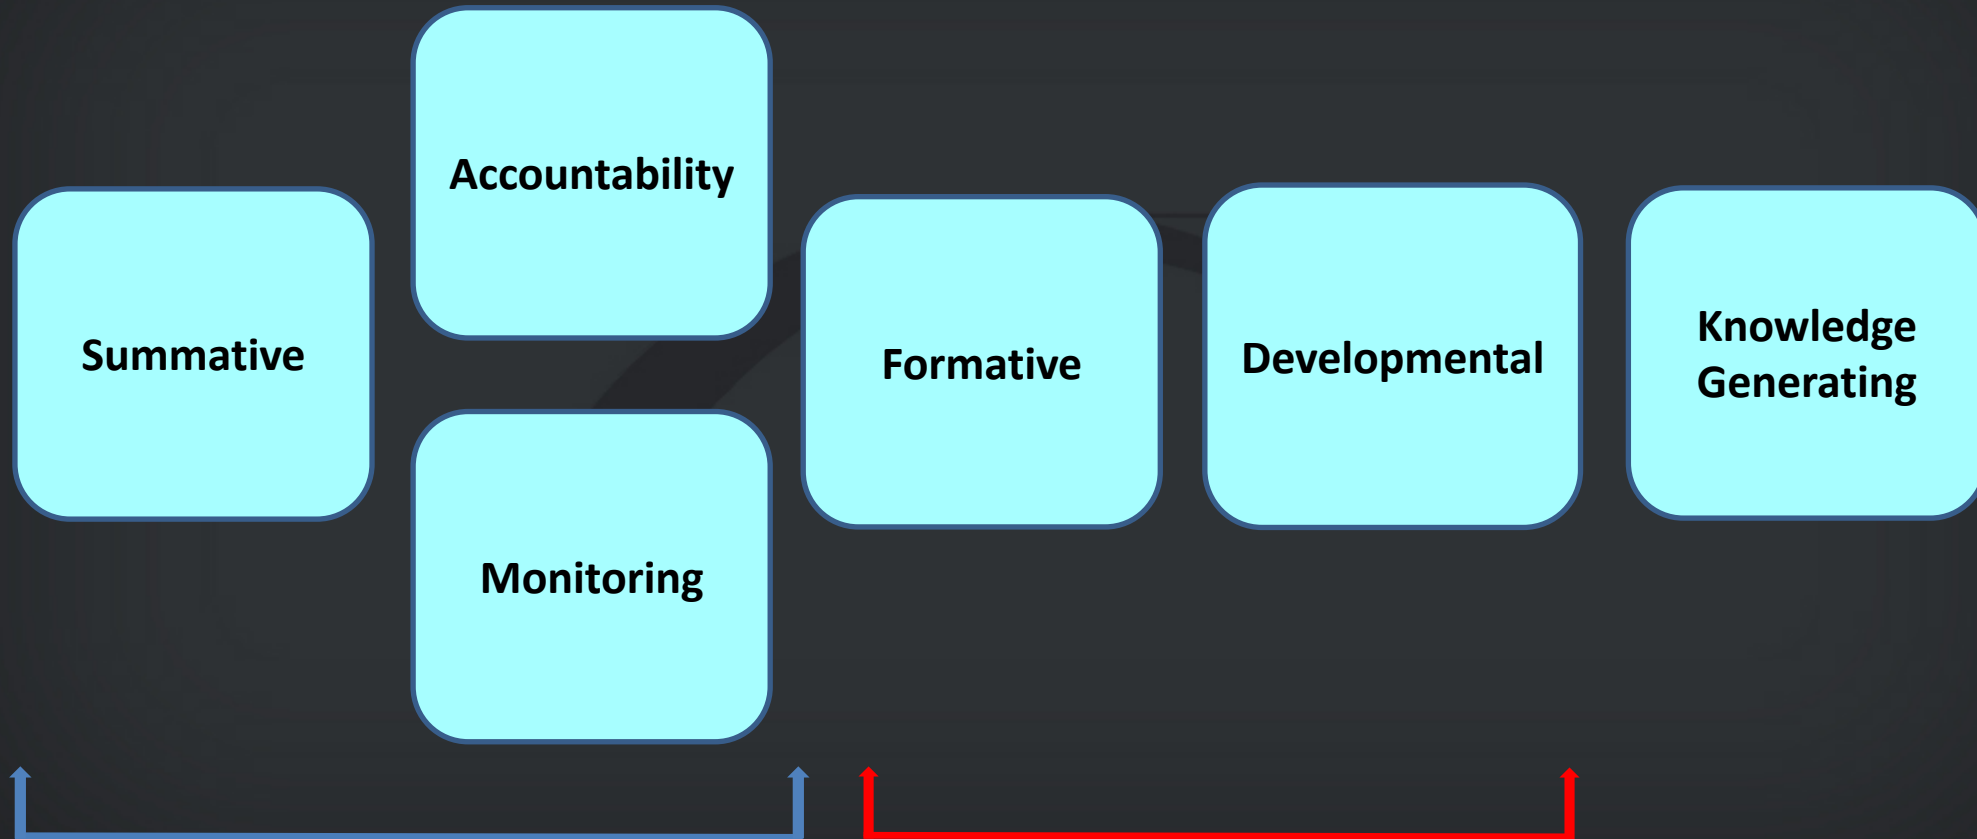 Summative
Accountability
Monitoring
Formative
Developmental
Knowledge
Generating